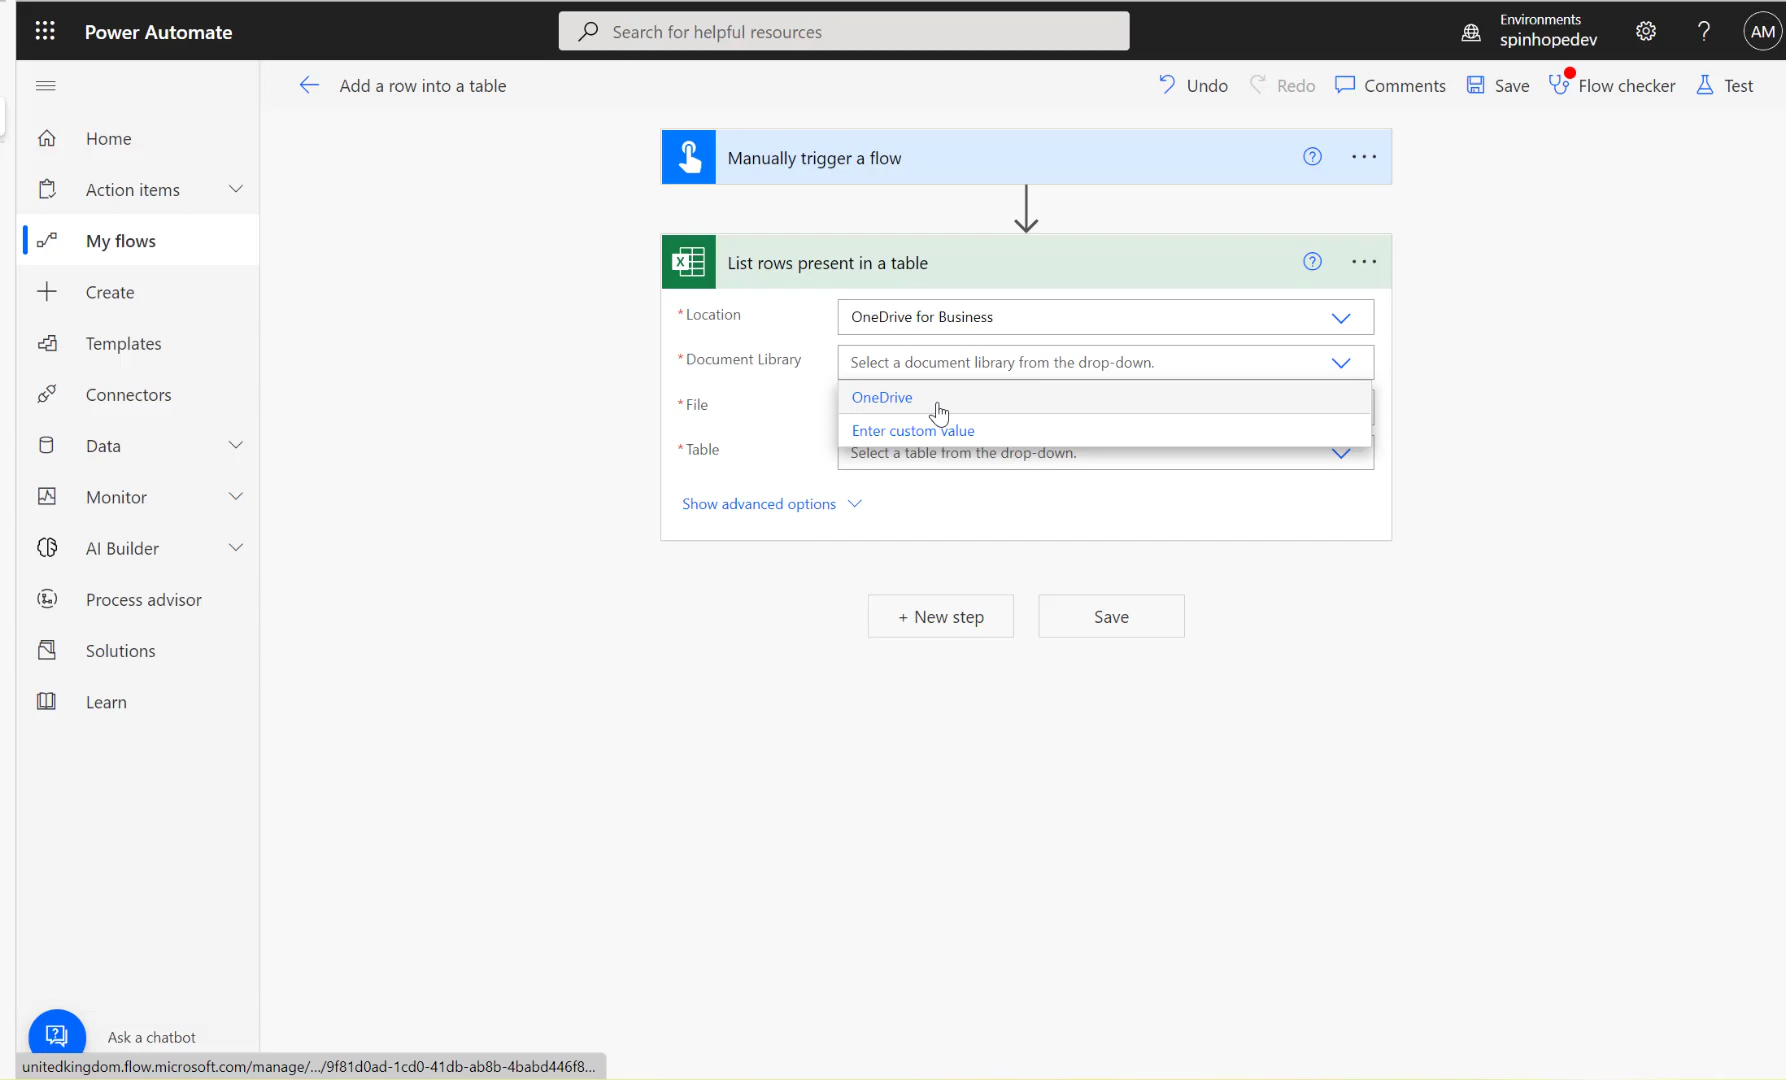 Power Automate
Search for helpful resources
Environments
spinhopedev
?
AM
Add a row into a table
Undo
Redo
Comments
Save
Flow checker
Test
Home
Action items
My flows
Create
Templates
Connectors
Data
Monitor
AI Builder
Process advisor
Solutions
Learn
Manually trigger a flow
?
List rows present in a table
?
* Location
OneDrive for Business
* Document Library
Select a document library from the drop-down.
OneDrive
* File
Enter custom value
* Table
Select a table from the drop-down.
Show advanced options
+ New step
Save
Ask a chatbot
unitedkingdom.flow.microsoft.com/manage/.../9f81d0ad-1cd0-41db-ab8b-4babd446f8...